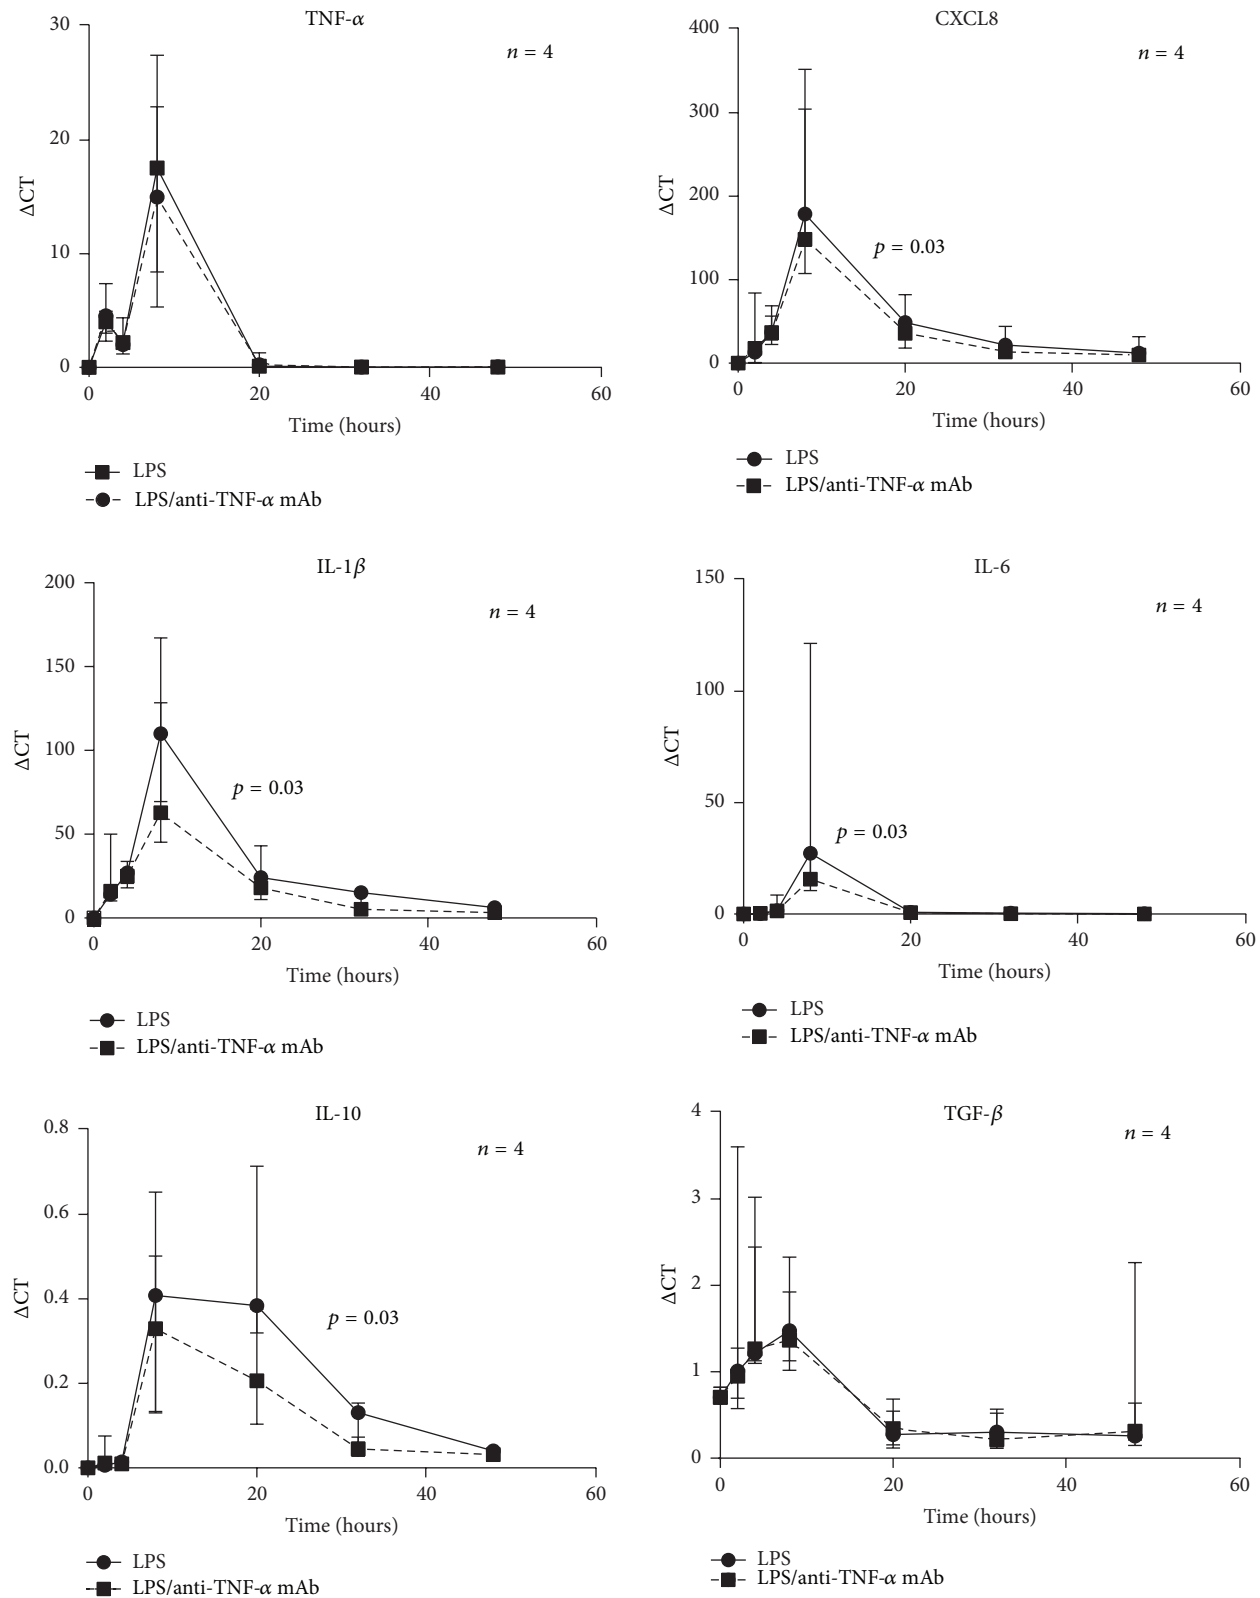 TNF-α
n = 4
30
20
10
0
ΔCT
0
20
40
60
Time (hours)
LPS
LPS/anti-TNF-α mAb
CXCL8
n = 4
400
300
200
100
0
ΔCT
p = 0.03
0
20
40
60
Time (hours)
LPS
LPS/anti-TNF-α mAb
IL-1β
n = 4
200
150
100
50
0
ΔCT
p = 0.03
0
20
40
60
Time (hours)
LPS
LPS/anti-TNF-α mAb
IL-6
n = 4
150
100
50
0
ΔCT
p = 0.03
0
20
40
60
Time (hours)
LPS
LPS/anti-TNF-α mAb
IL-10
n = 4
0.8
0.6
0.4
0.2
0.0
ΔCT
p = 0.03
0
20
40
60
Time (hours)
LPS
LPS/anti-TNF-α mAb
TGF-β
n = 4
4
3
2
1
0
ΔCT
0
20
40
60
Time (hours)
LPS
LPS/anti-TNF-α mAb